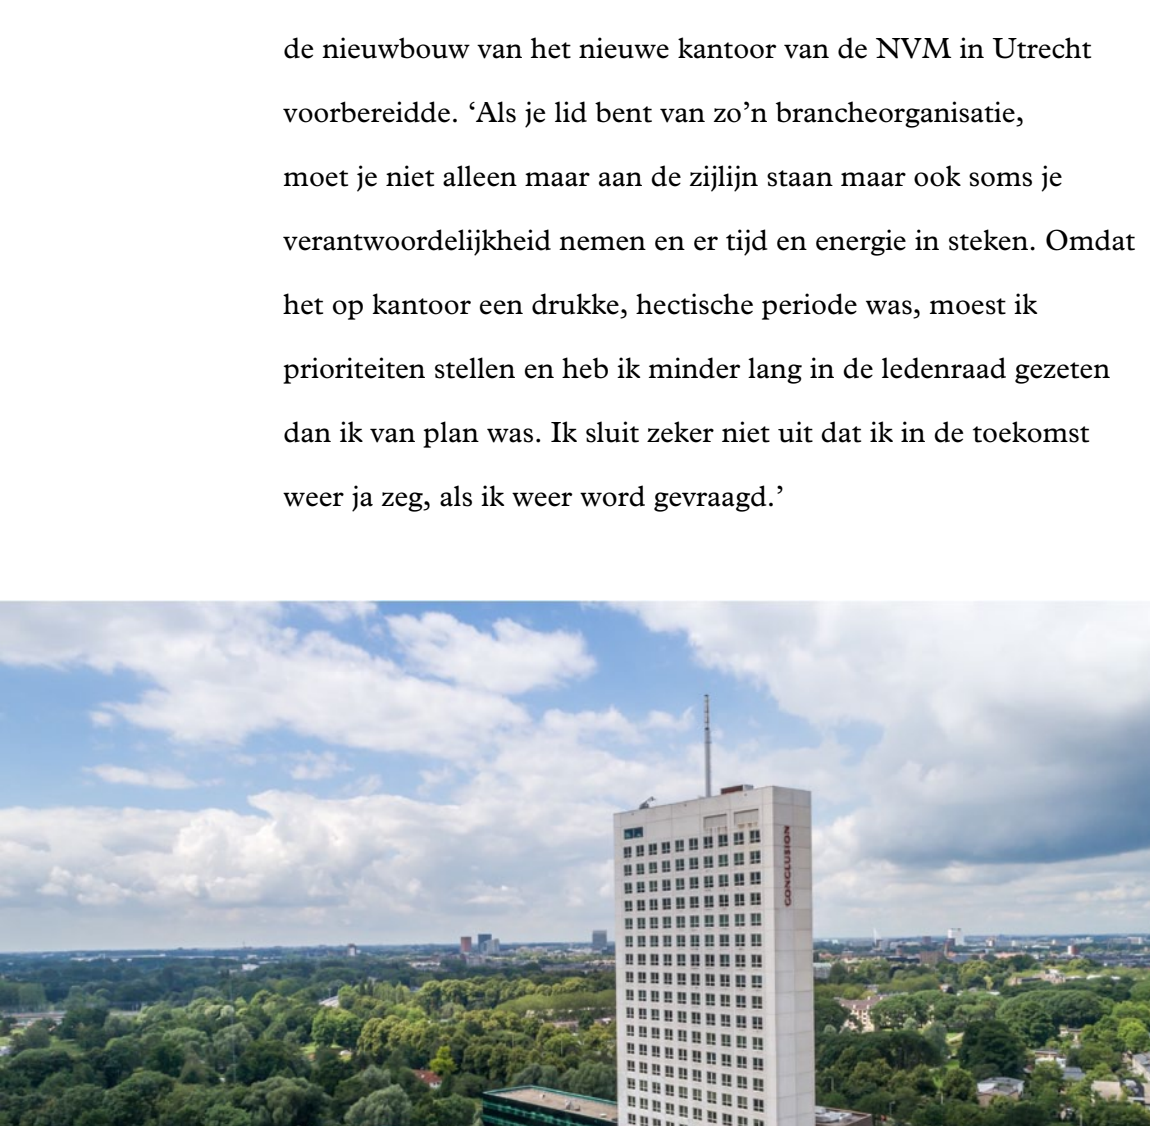 de nieuwbouw van het nieuwe kantoor van de NVM in Utrecht
voorbereidde. ‘Als je lid bent van zo’n brancheorganisatie,
moet je niet alleen maar aan de zijlijn staan maar ook soms je
verantwoordelijkheid nemen en er tijd en energie in steken. Omdat
het op kantoor een drukke, hectische periode was, moest ik
prioriteiten stellen en heb ik minder lang in de ledenraad gezeten
dan ik van plan was. Ik sluit zeker niet uit dat ik in de toekomst
weer ja zeg, als ik weer word gevraagd.’
CONCLUSION